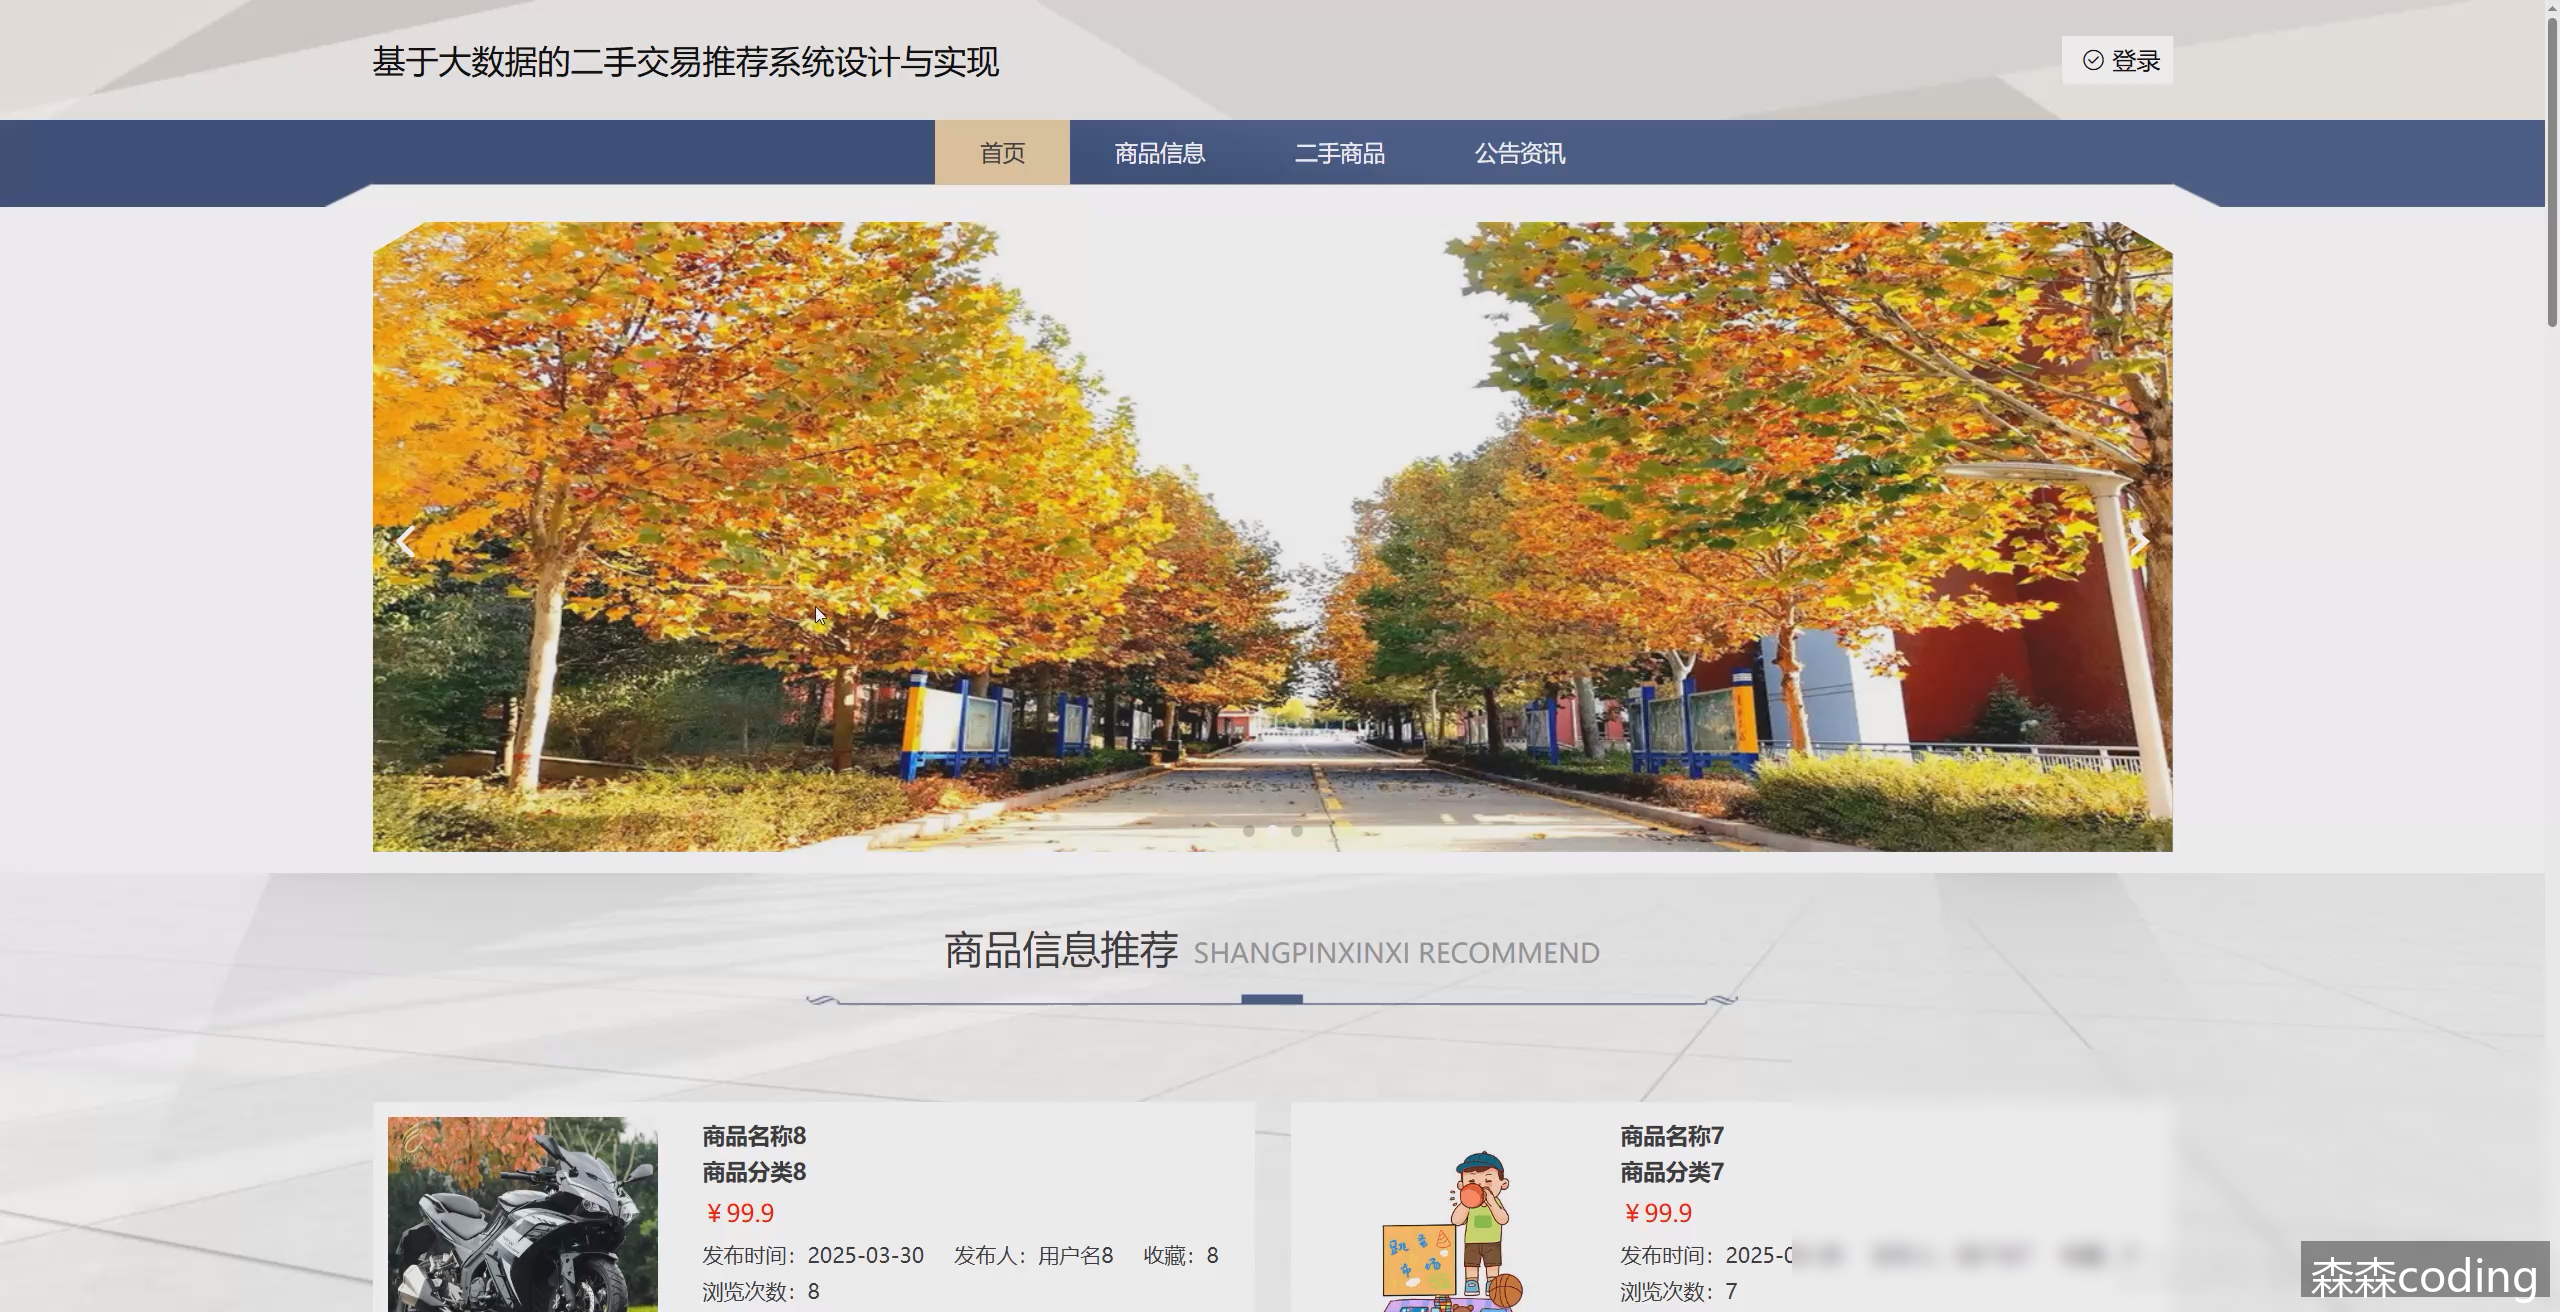 基于大数据的二手交易推荐系统设计与实现
登录
首页 商品信息 二手商品 公告资讯
商品信息推荐 SHANGPINXINXI RECOMMEND
商品名称8
商品分类8
￥99.9
发布时间：2025-03-30 发布人：用户名8 收藏：8
浏览次数：8
跳蚤
市场
商品名称7
商品分类7
￥99.9
发布时间：2025-0
浏览次数：7
森森coding